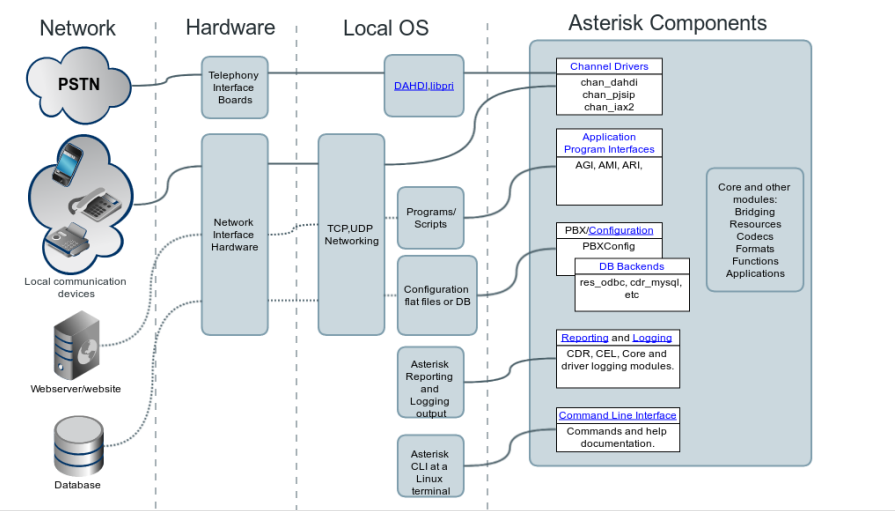 Network
Hardware
Local OS
Asterisk Components
PSTN
Local communication
devices
Webserver/website
Database
Telephony
Interface
Boards
Network
Interface
Hardware
DAHDI,libpri
TCP,UDP
Networking
Programs/
Scripts
Configuration
flat files or DB
Asterisk
Reporting
and
Logging
output
Asterisk
CLI at a
Linux
terminal
Channel Drivers
chan_dahdi
chan_pjsip
chan_iax2
Application
Program Interfaces
AGI, AMI, ARI,
PBX/Configuration
PBXConfig
DB Backends
res_odbc, cdr_mysql,
etc
Reporting and Logging
CDR, CEL, Core and
driver logging modules.
Command Line Interface
Commands and help
documentation.
Core and other
modules:
Bridging
Resources
Codecs
Formats
Functions
Applications